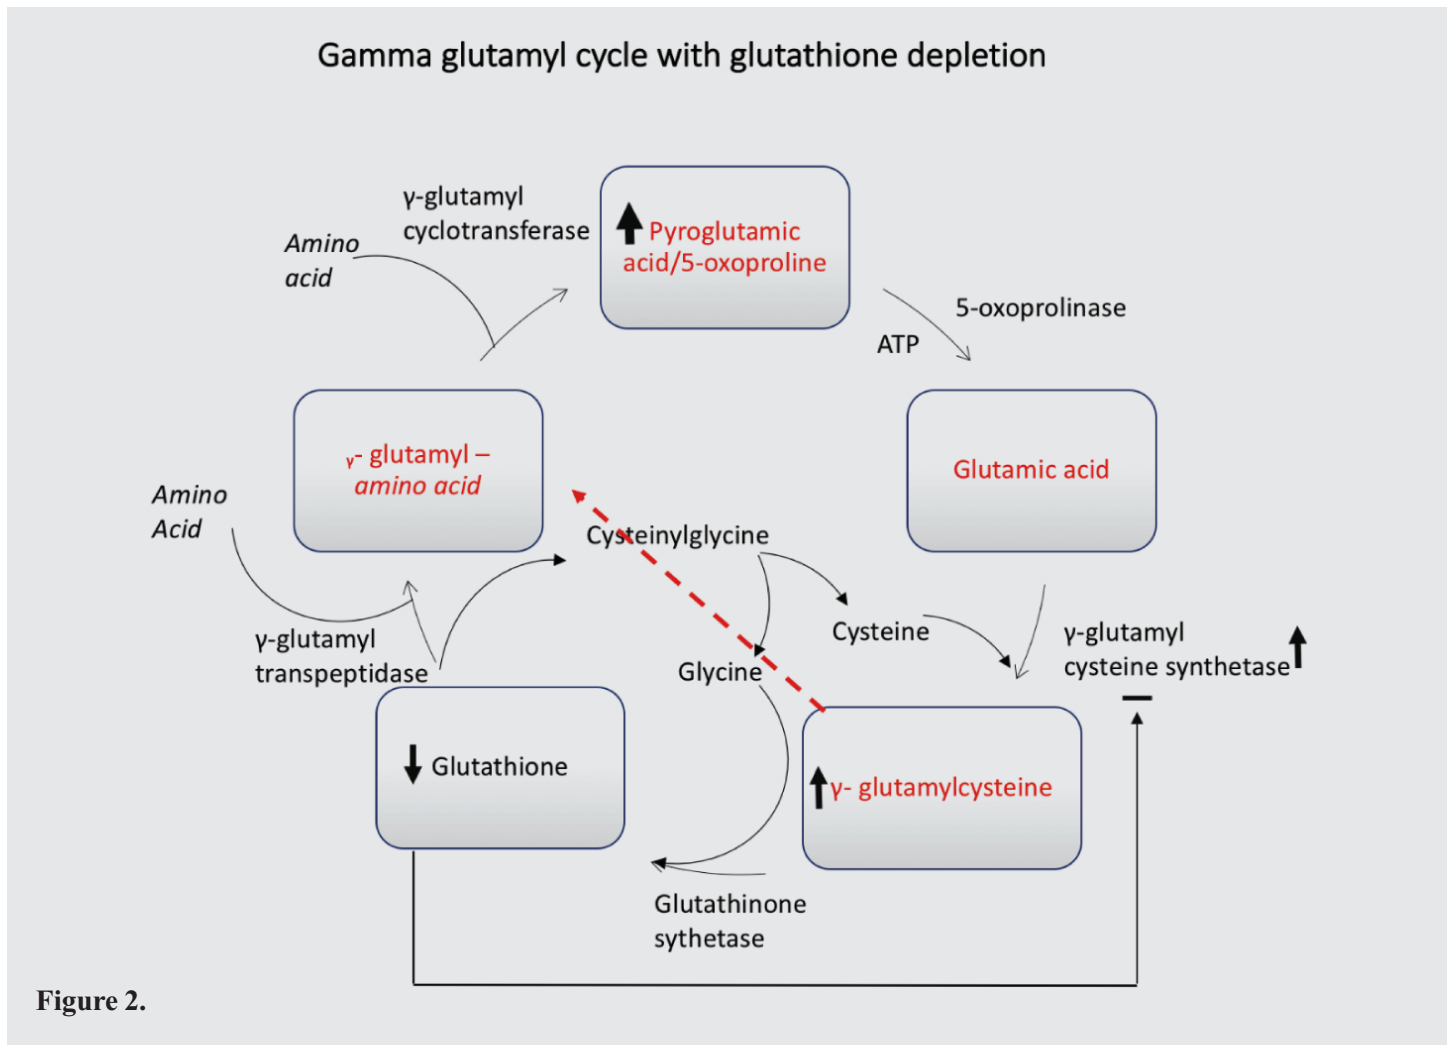 Gamma glutamyl cycle with glutathione depletion
γ-glutamyl
cyclotransferase
Amino
acid
Pyroglutamic
acid/5-oxoproline
5-oxoprolinase
ATP
γ- glutamyl –
amino acid
Glutamic acid
Amino
Acid
Cysteinylglycine
γ-glutamyl
transpeptidase
Cysteine
γ-glutamyl
cysteine synthetase
Glycine
Glutathione
γ- glutamylcysteine
Glutathinone
sythetase
Figure 2.